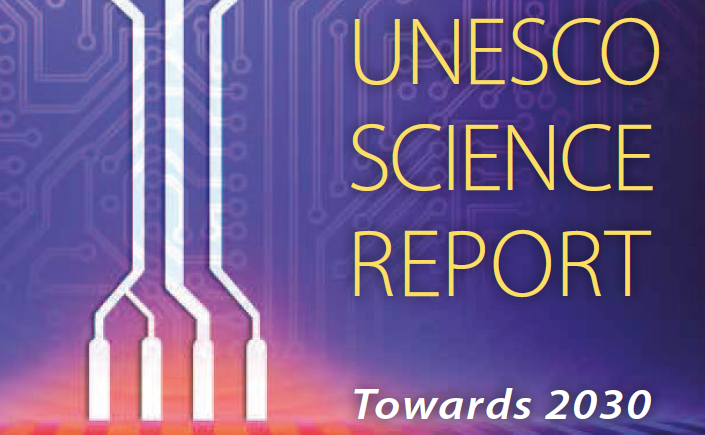 UNESCO
SCIENCE
REPORT
Towards 2030